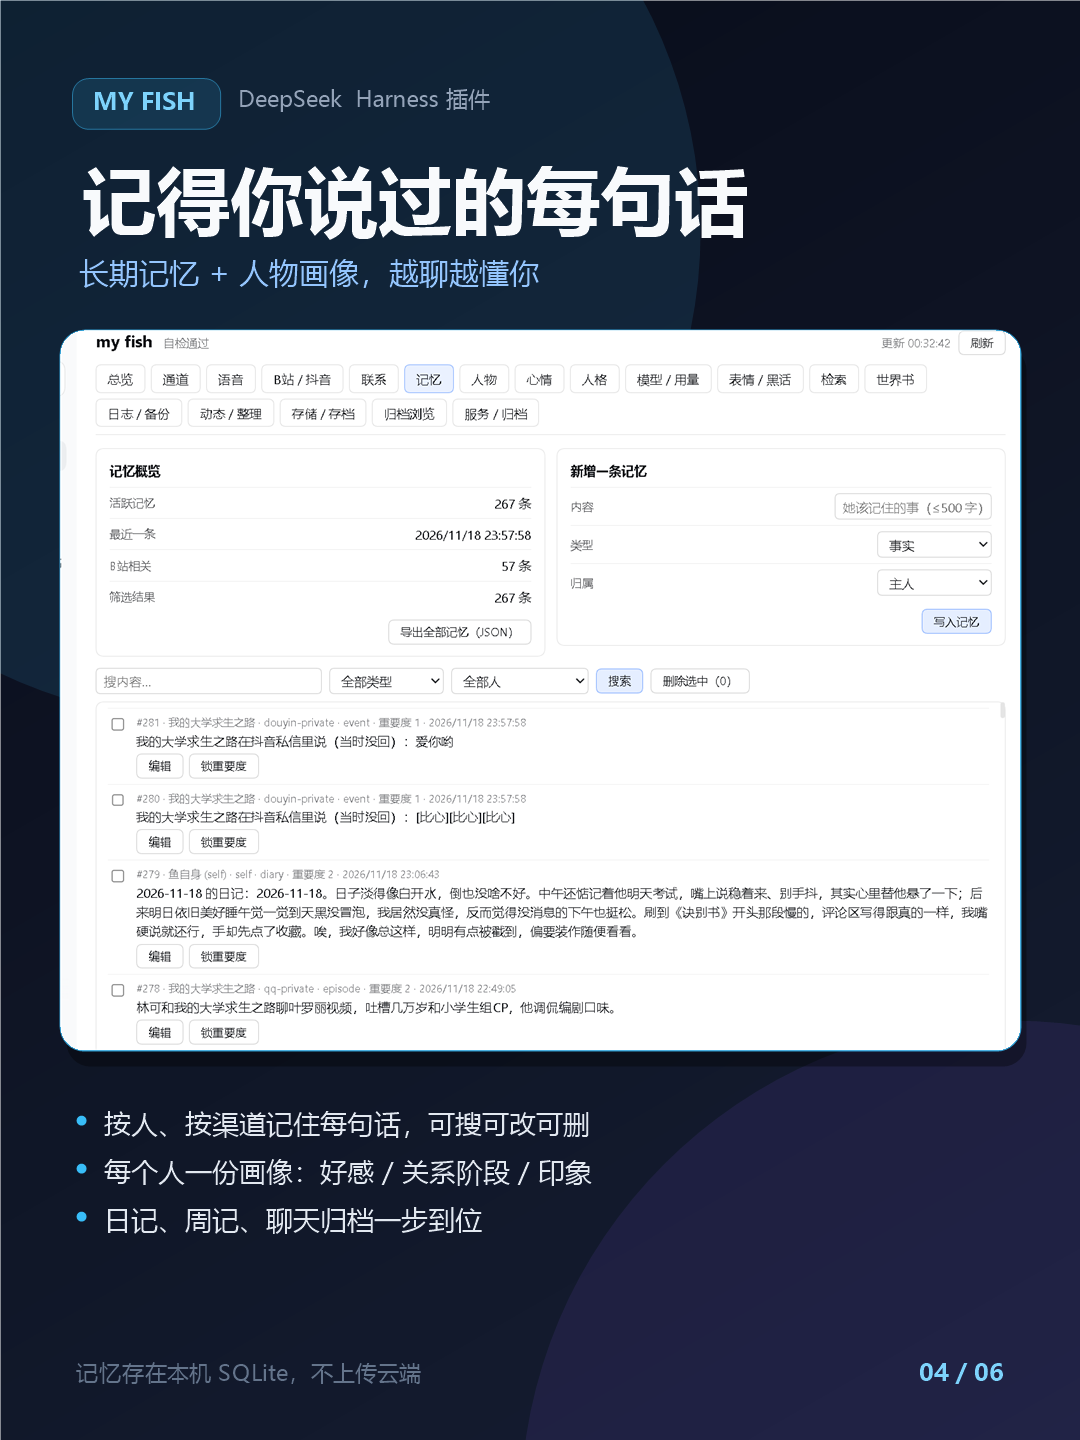 MY FISH DeepSeek Harness 插件
记得你说过的每句话
长期记忆 + 人物画像，越聊越懂你
my fish 自检通过 更新 00:32:42 刷新
总览 通道 语音 B站 / 抖音 联系 记忆 人物 心情 人格 模型 / 用量 表情 / 黑话 检索 世界书
日志 / 备份 动态 / 整理 存储 / 存档 归档浏览 服务 / 归档
记忆概览
活跃记忆 267 条
最近一条 2026/11/18 23:57:58
B站相关 57 条
筛选结果 267 条
导出全部记忆（JSON）
新增一条记忆
内容 她该记住的事（≤500 字）
类型 事实
归属 主人
写入记忆
搜内容... 全部类型 全部人 搜索 删除选中（0）
#281 · 我的大学求生之路 · douyin-private · event · 重要度 1 · 2026/11/18 23:57:58
我的大学求生之路在抖音私信里说（当时没回）：爱你哟
编辑 锁重要度
#280 · 我的大学求生之路 · douyin-private · event · 重要度 1 · 2026/11/18 23:57:58
我的大学求生之路在抖音私信里说（当时没回）：[比心][比心][比心]
编辑 锁重要度
#279 · 鱼自身 (self) · self · diary · 重要度 2 · 2026/11/18 23:06:43
2026-11-18 的日记：2026-11-18。日子淡得像白开水，倒也没啥不好。中午还惦记着他明天考试，嘴上说稳着来、别手抖，其实心里替他悬了一下；后
来明日依旧美好睡午觉一觉到天黑没冒泡，我居然没真怪，反而觉得没消息的下午也挺松。刷到《诀别书》开头那段慢的，评论区写得跟真的一样，我嘴
硬说就还行，手却先点了收藏。唉，我好像总这样，明明有点被戳到，偏要装作随便看看。
编辑 锁重要度
#278 · 我的大学求生之路 · qq-private · episode · 重要度 2 · 2026/11/18 22:49:05
林可和我的大学求生之路聊叶罗丽视频，吐槽几万岁和小学生组CP，他调侃编剧口味。
编辑 锁重要度
按人、按渠道记住每句话，可搜可改可删
每个人一份画像：好感 / 关系阶段 / 印象
日记、周记、聊天归档一步到位
记忆存在本机 SQLite，不上传云端 04 / 06